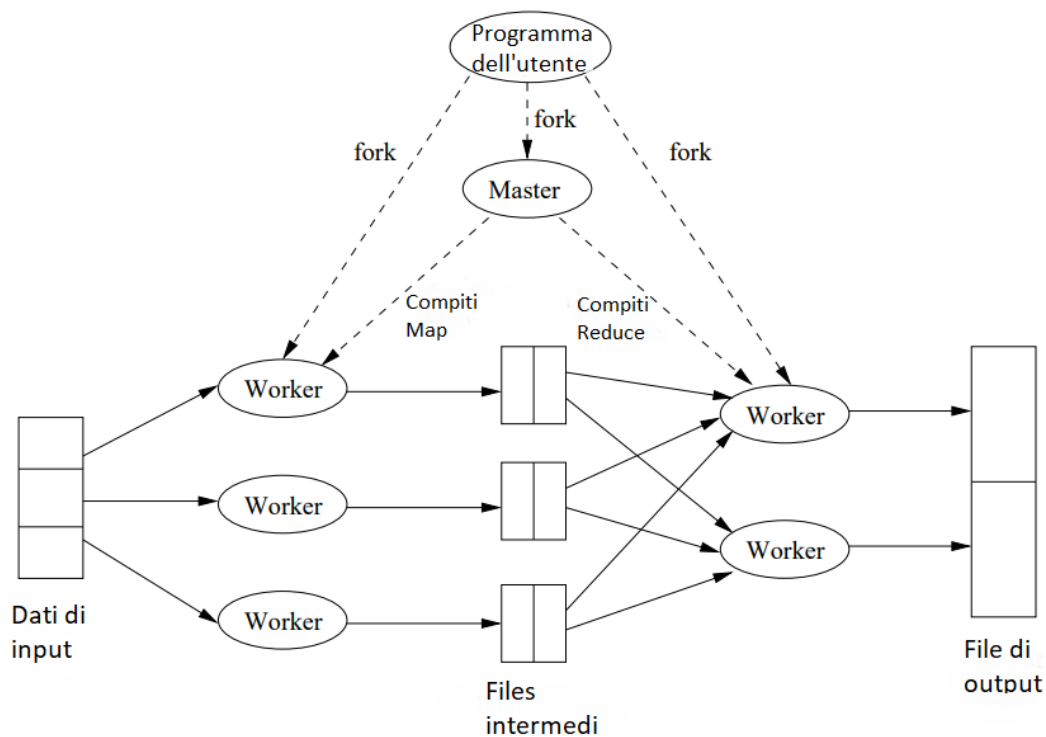 Programma
dell'utente
fork
fork
fork
Master
Compiti
Map
Compiti
Reduce
Worker
Worker
Worker
Worker
Worker
Dati di
input
Files
intermedi
File di
output